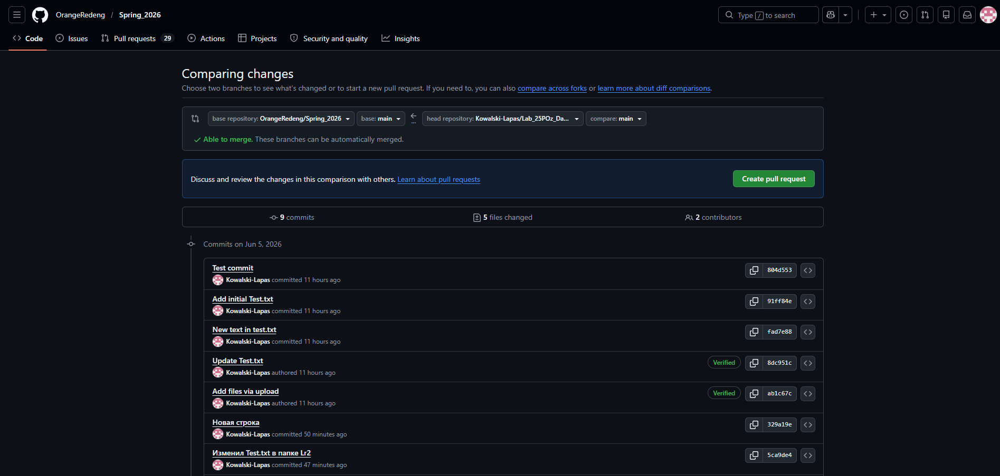 OrangeRedeng / Spring_2026
Type / to search
Code Issues Pull requests 29 Actions Projects Security and quality Insights
Comparing changes
Choose two branches to see what's changed or to start a new pull request. If you need to, you can also compare across forks or learn more about diff comparisons.
base repository: OrangeRedeng/Spring_2026 base: main ... head repository: Kowalski-Lapas/Lab_25POz_Da... compare: main
Able to merge. These branches can be automatically merged.
Discuss and review the changes in this comparison with others. Learn about pull requests Create pull request
9 commits 5 files changed 2 contributors
Commits on Jun 5, 2026
Test commit
Kowalski-Lapas committed 11 hours ago 804d553
Add initial Test.txt
Kowalski-Lapas committed 11 hours ago 91ff84e
New text in test.txt
Kowalski-Lapas committed 11 hours ago fad7e88
Update Test.txt
Kowalski-Lapas authored 11 hours ago Verified 8dc951c
Add files via upload
Kowalski-Lapas authored 11 hours ago Verified ab1c67c
Новая строка
Kowalski-Lapas committed 50 minutes ago 329a19e
Изменил Test.txt в папке Lr2
Kowalski-Lapas committed 47 minutes ago 5ca9de4